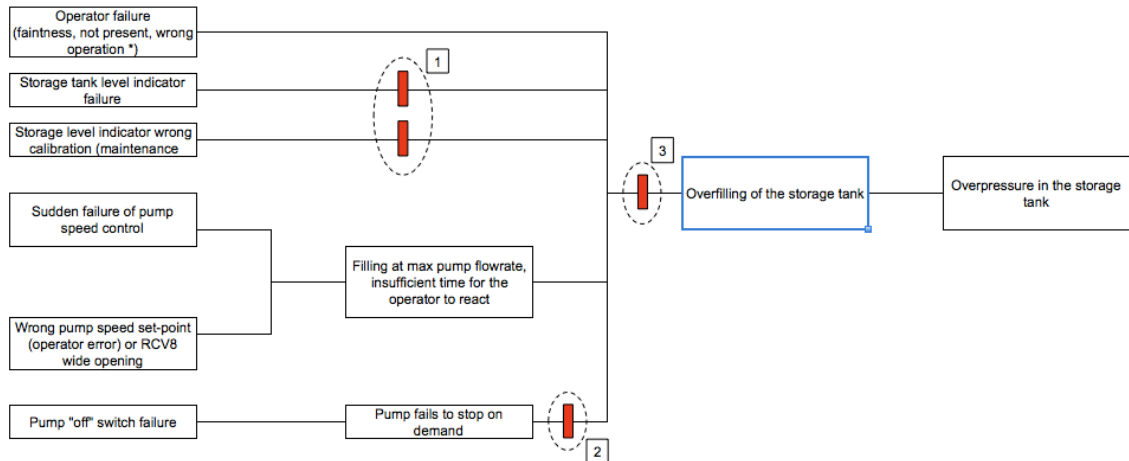 Operator failure
(faintness, not present, wrong
operation *)
1
Storage tank level indicator
failure
Storage level indicator wrong
calibration (maintenance
3
Overfilling of the storage tank
Overpressure in the storage
tank
Sudden failure of pump
speed control
Filling at max pump flowrate,
insufficient time for the
operator to react
Wrong pump speed set-point
(operator error) or RCV8
wide opening
Pump "off" switch failure
Pump fails to stop on
demand
2